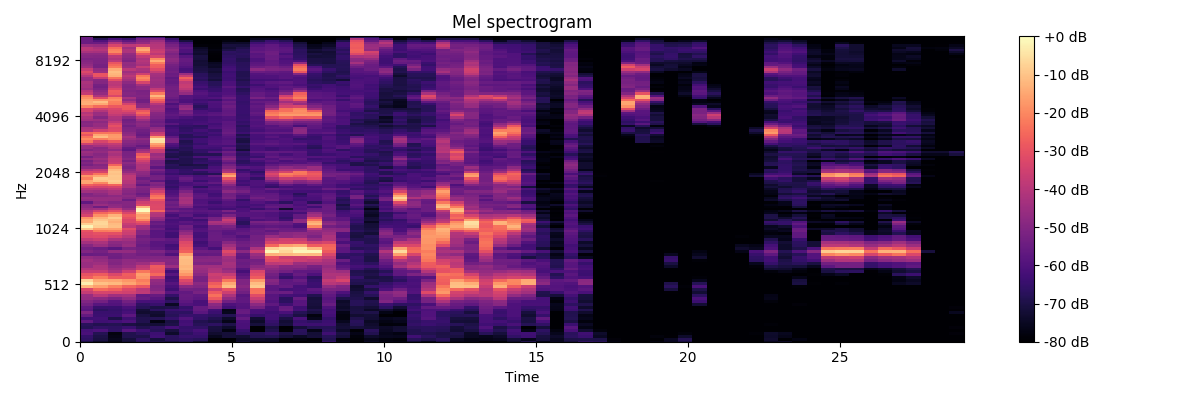 Mel spectrogram
Hz
8192
4096
2048
1024
512
0
0 5 10 15 20 25
Time
+0 dB
-10 dB
-20 dB
-30 dB
-40 dB
-50 dB
-60 dB
-70 dB
-80 dB